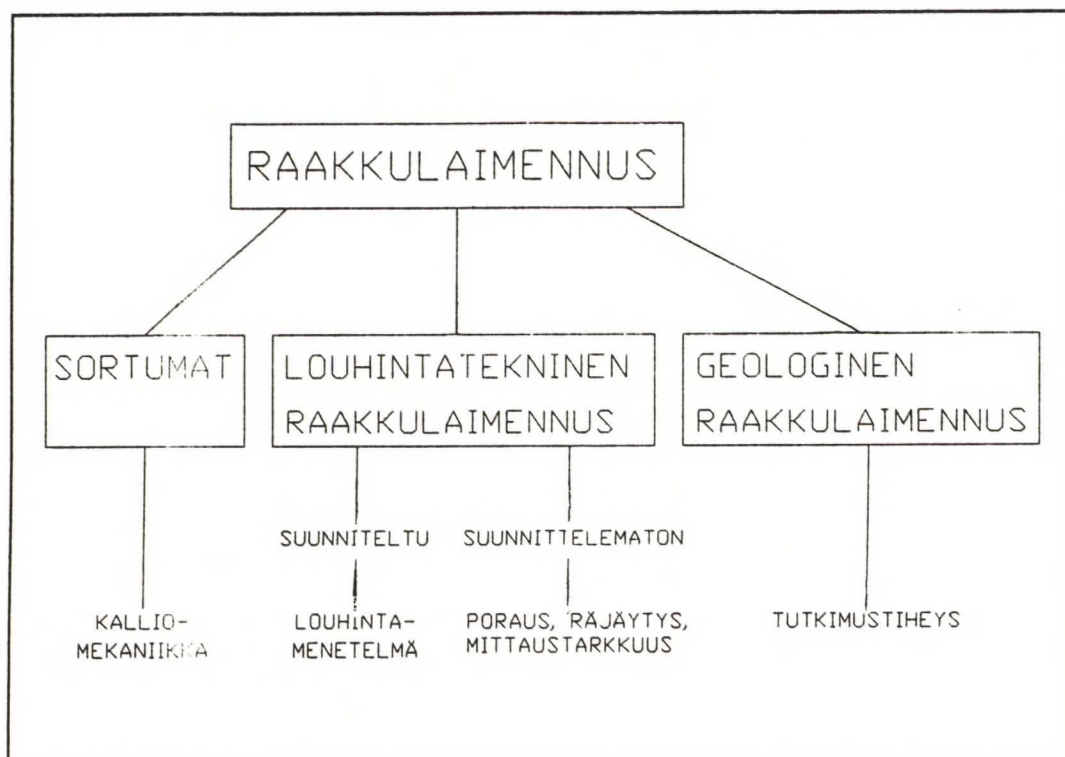 RAAKKULAIMENNUS
SORTUMAT
LOUHINTATEKNINEN
RAAKKULAIMENNUS
GEOLOGINEN
RAAKKULAIMENNUS
SUUNNITELTU
SUUNNITTELEMATON
KALLIO-
MEKANIIKKA
LOUHINTA-
MENETELMÄ
PORAUS, RÄJÄYTYS,
MITTAUSTARKKUUS
TUTKIMUSTIHEYS